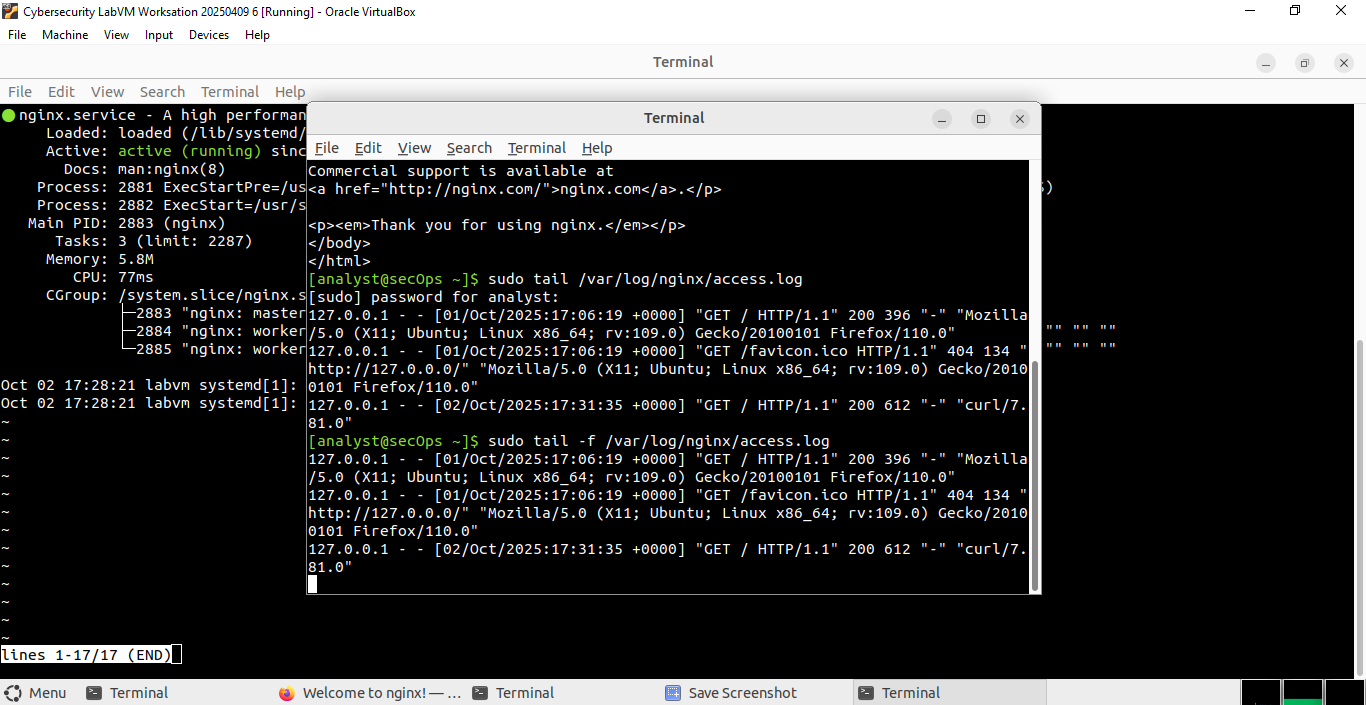 Cybersecurity LabVM Worksation 20250409 6 [Running] - Oracle VirtualBox
File Machine View Input Devices Help
Terminal
File Edit View Search Terminal Help
nginx.service - A high performan
Loaded: loaded (/lib/systemd/
Active: active (running) sinc
Docs: man:nginx(8)
Process: 2881 ExecStartPre=/us
Process: 2882 ExecStart=/usr/s
Main PID: 2883 (nginx)
Tasks: 3 (limit: 2287)
Memory: 5.8M
CPU: 77ms
CGroup: /system.slice/nginx.s
├─2883 "nginx: master
├─2884 "nginx: worker
└─2885 "nginx: worker
"" "" ""
"" "" ""
Oct 02 17:28:21 labvm systemd[1]:
Oct 02 17:28:21 labvm systemd[1]:
~
~
~
~
~
~
~
~
~
~
~
~
~
lines 1-17/17 (END)
Terminal
File Edit View Search Terminal Help
Commercial support is available at
<a href="http://nginx.com/">nginx.com</a>.</p>
<p><em>Thank you for using nginx.</em></p>
</body>
</html>
[analyst@secOps ~]$ sudo tail /var/log/nginx/access.log
[sudo] password for analyst:
127.0.0.1 - - [01/Oct/2025:17:06:19 +0000] "GET / HTTP/1.1" 200 396 "-" "Mozilla
/5.0 (X11; Ubuntu; Linux x86_64; rv:109.0) Gecko/20100101 Firefox/110.0"
127.0.0.1 - - [01/Oct/2025:17:06:19 +0000] "GET /favicon.ico HTTP/1.1" 404 134 "
http://127.0.0.0/" "Mozilla/5.0 (X11; Ubuntu; Linux x86_64; rv:109.0) Gecko/2010
0101 Firefox/110.0"
127.0.0.1 - - [02/Oct/2025:17:31:35 +0000] "GET / HTTP/1.1" 200 612 "-" "curl/7.
81.0"
[analyst@secOps ~]$ sudo tail -f /var/log/nginx/access.log
127.0.0.1 - - [01/Oct/2025:17:06:19 +0000] "GET / HTTP/1.1" 200 396 "-" "Mozilla
/5.0 (X11; Ubuntu; Linux x86_64; rv:109.0) Gecko/20100101 Firefox/110.0"
127.0.0.1 - - [01/Oct/2025:17:06:19 +0000] "GET /favicon.ico HTTP/1.1" 404 134 "
http://127.0.0.0/" "Mozilla/5.0 (X11; Ubuntu; Linux x86_64; rv:109.0) Gecko/2010
0101 Firefox/110.0"
127.0.0.1 - - [02/Oct/2025:17:31:35 +0000] "GET / HTTP/1.1" 200 612 "-" "curl/7.
81.0"
Menu Terminal Welcome to nginx! — ... Terminal Save Screenshot Terminal